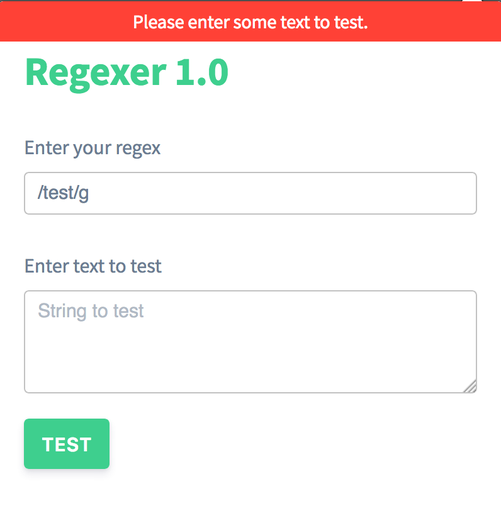 Please enter some text to test.
Regexer 1.0
Enter your regex
/test/g
Enter text to test
String to test
TEST